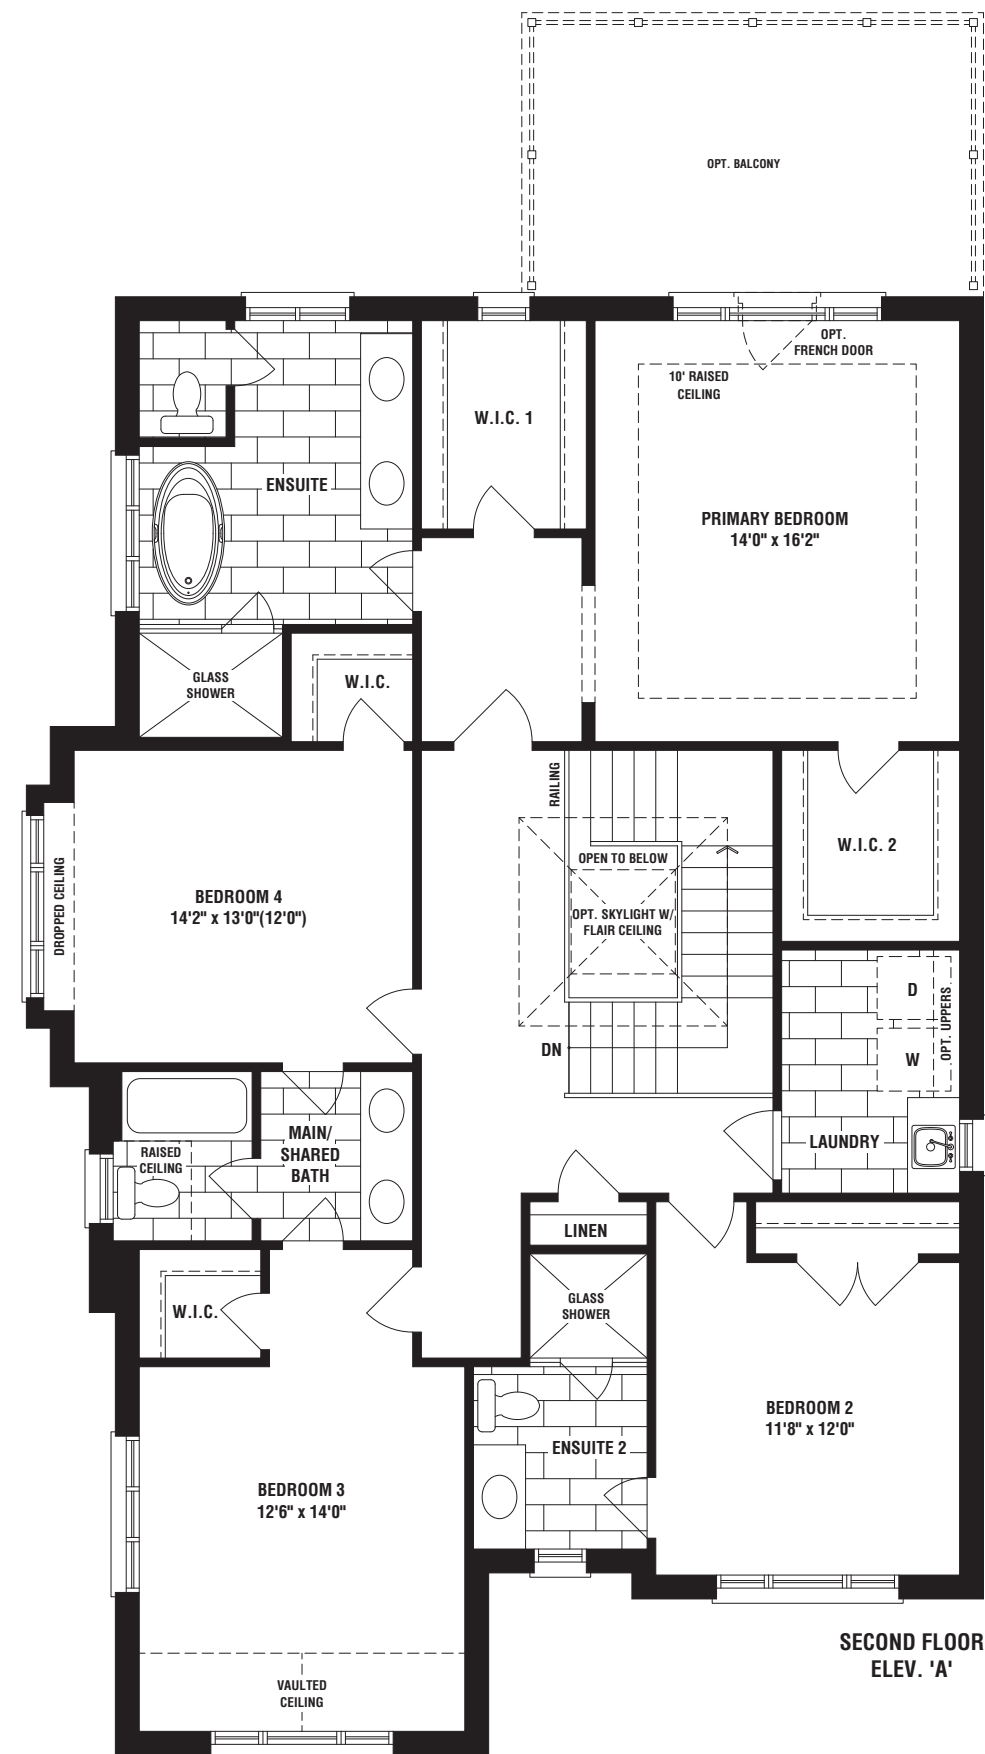 OPT. BALCONY
OPT.
FRENCH DOOR
10' RAISED
CEILING
W.I.C. 1
ENSUITE
PRIMARY BEDROOM
14'0" x 16'2"
GLASS
SHOWER
W.I.C.
RAILING
OPEN TO BELOW
W.I.C. 2
DROPPED CEILING
BEDROOM 4
14'2" x 13'0"(12'0")
OPT. SKYLIGHT W/
FLAIR CEILING
D
OPT. UPPERS
W
DN
MAIN/
SHARED
BATH
RAISED
CEILING
LAUNDRY
LINEN
GLASS
SHOWER
W.I.C.
BEDROOM 2
11'8" x 12'0"
ENSUITE 2
BEDROOM 3
12'6" x 14'0"
SECOND FLOOR
ELEV. 'A'
VAULTED
CEILING